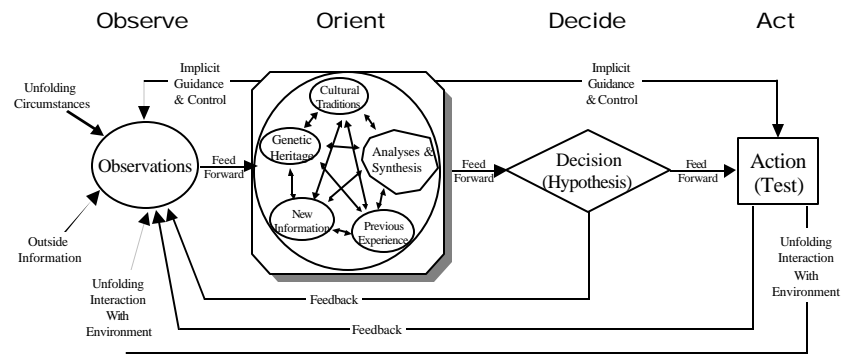 Observe
Orient
Decide
Act
Implicit
Guidance
& Control
Implicit
Guidance
& Control
Unfolding
Circumstances
Observations
Outside
Information
Unfolding
Interaction
With
Environment
Feed
Forward
Cultural
Traditions
Genetic
Heritage
Analyses &
Synthesis
New
Information
Previous
Experience
Feed
Forward
Decision
(Hypothesis)
Feed
Forward
Action
(Test)
Unfolding
Interaction
With
Environment
Feedback
Feedback